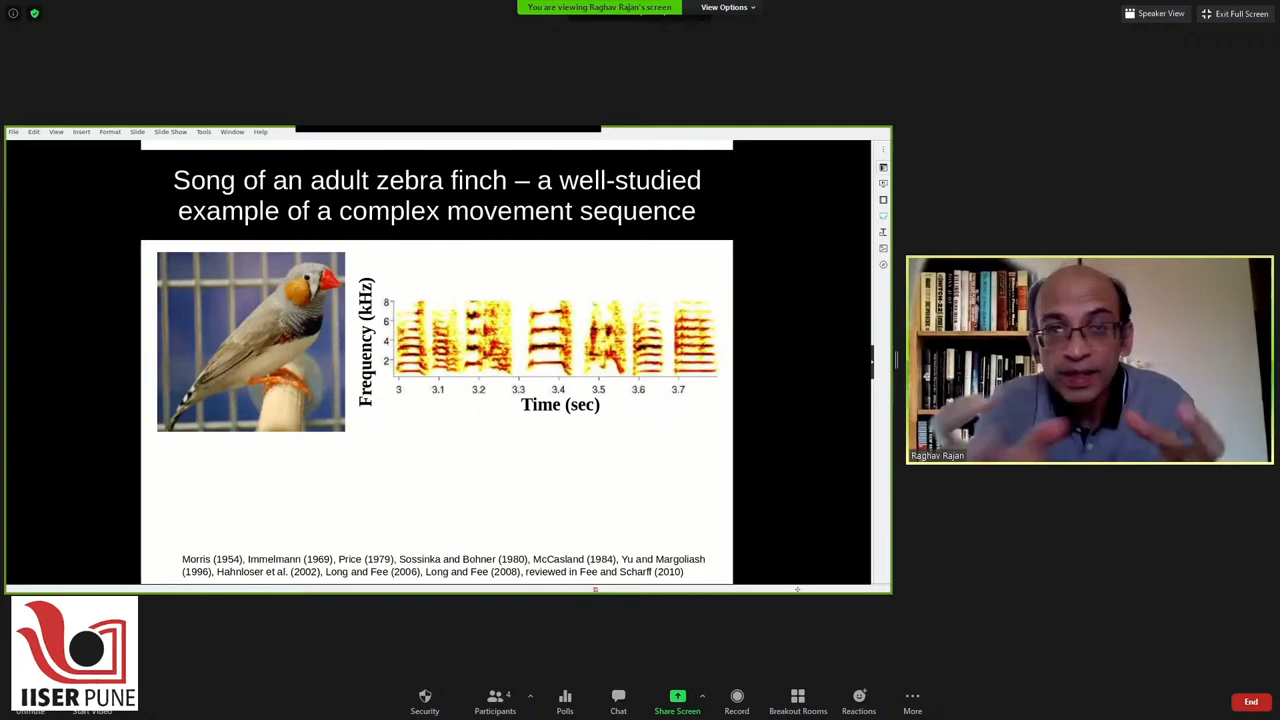 You are viewing Raghav Rajan's screen
View Options
Speaker View
Exit Full Screen
File Edit View Insert Format Slide Slide Show Tools Window Help
Song of an adult zebra finch – a well-studied
example of a complex movement sequence
Frequency (kHz)
8
6
4
2
3 3.1 3.2 3.3 3.4 3.5 3.6 3.7
Time (sec)
Morris (1954), Immelmann (1969), Price (1979), Sossinka and Bohner (1980), McCasland (1984), Yu and Margoliash
(1996), Hahnloser et al. (2002), Long and Fee (2006), Long and Fee (2008), reviewed in Fee and Scharff (2010)
Raghav Rajan
IISER PUNE
Unmute
Start Video
Security
Participants
4
Polls
Chat
Share Screen
Record
Breakout Rooms
Reactions
More
End